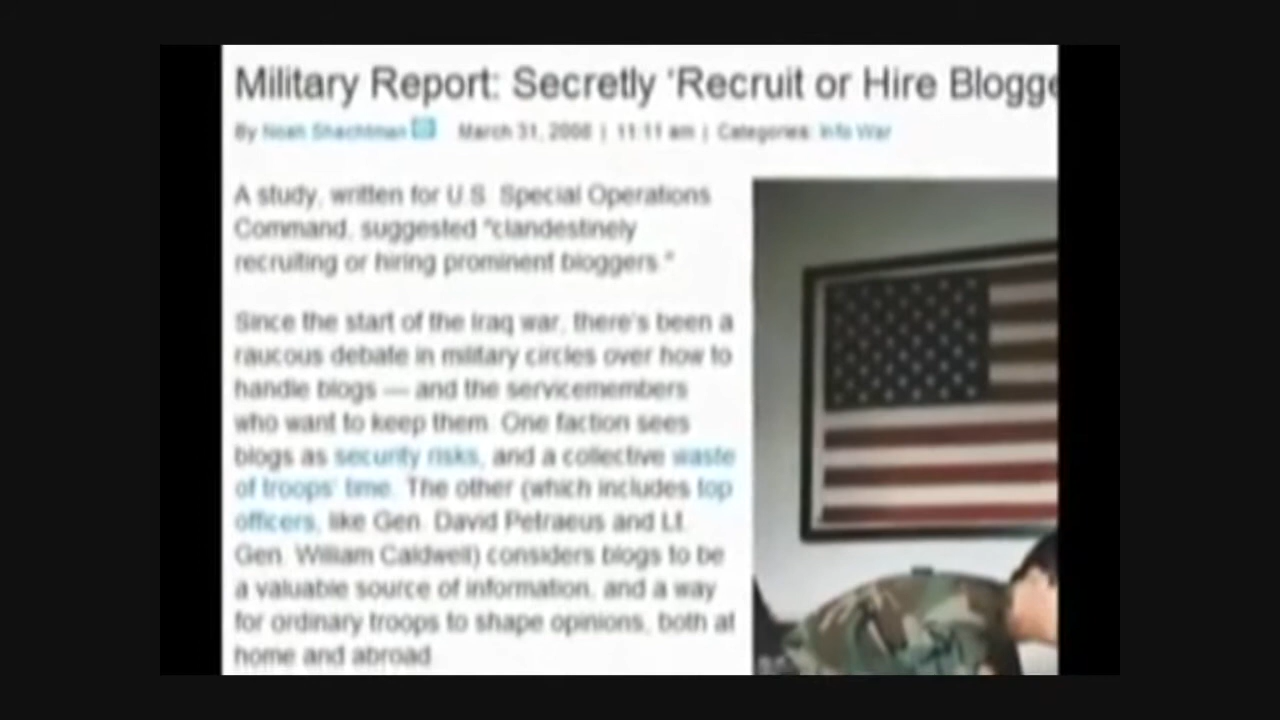 Military Report: Secretly 'Recruit or Hire Blogge
By Noah Shachtman March 31, 2008 | 11:11 am | Categories: Info War
A study, written for U.S. Special Operations
Command, suggested "clandestinely
recruiting or hiring prominent bloggers."
Since the start of the Iraq war, there's been a
raucous debate in military circles over how to
handle blogs — and the servicemembers
who want to keep them. One faction sees
blogs as security risks, and a collective waste
of troops' time. The other (which includes top
officers, like Gen. David Petraeus and Lt.
Gen. William Caldwell) considers blogs to be
a valuable source of information, and a way
for ordinary troops to shape opinions, both at
home and abroad.